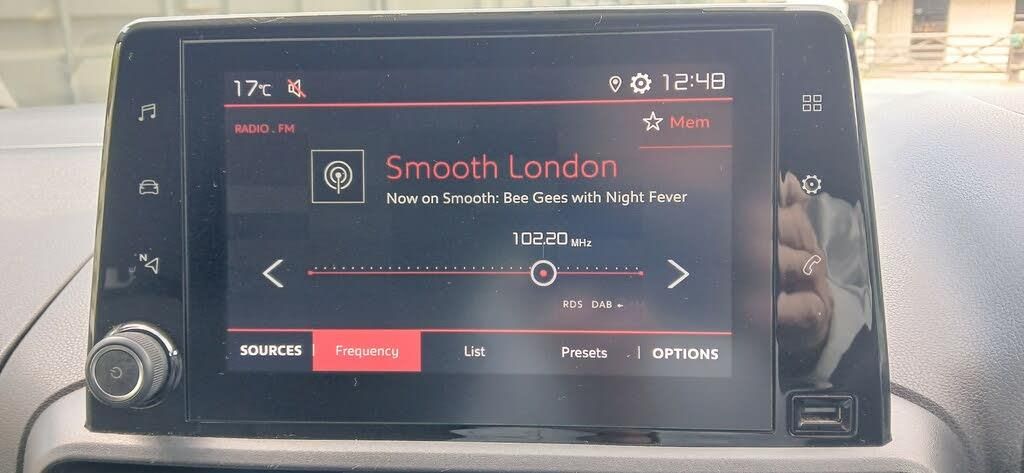 17°C 12:48
RADIO . FM
Mem
Smooth London
Now on Smooth: Bee Gees with Night Fever
102.20 MHz
N
RDS DAB
SOURCES | Frequency List Presets | OPTIONS